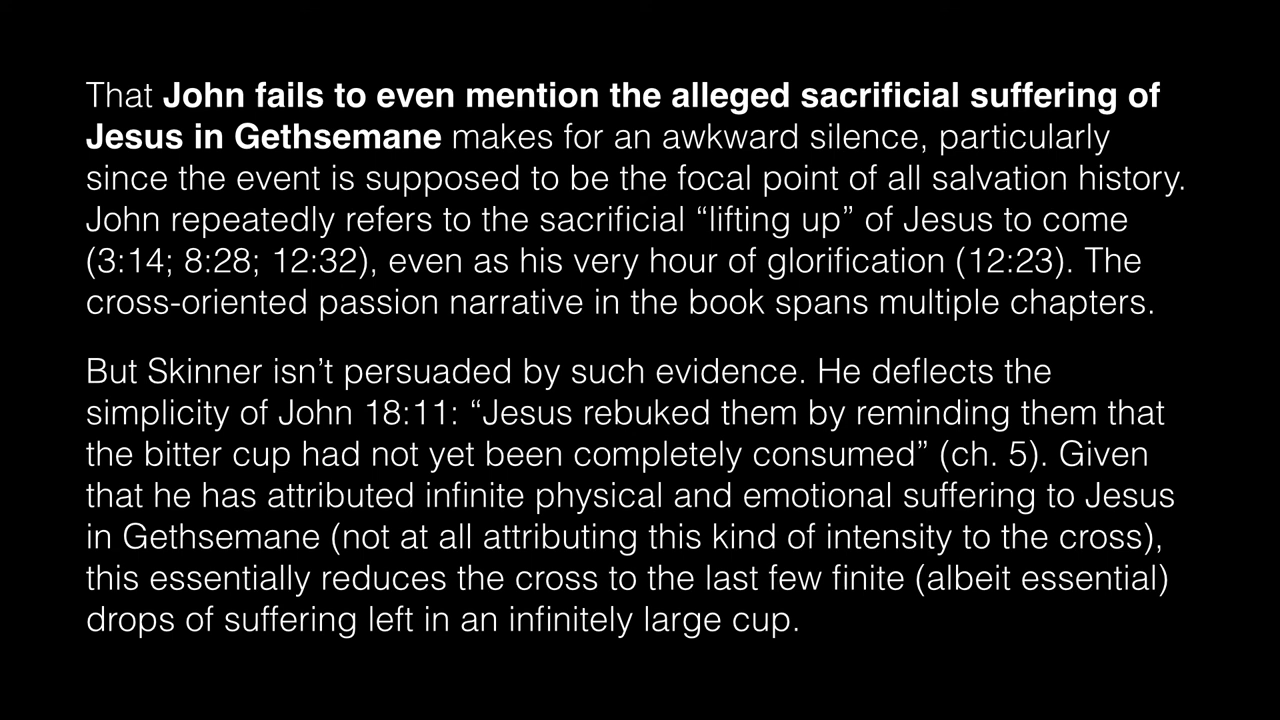 That John fails to even mention the alleged sacrificial suffering of
Jesus in Gethsemane makes for an awkward silence, particularly
since the event is supposed to be the focal point of all salvation history.
John repeatedly refers to the sacrificial “lifting up” of Jesus to come
(3:14; 8:28; 12:32), even as his very hour of glorification (12:23). The
cross-oriented passion narrative in the book spans multiple chapters.
But Skinner isn’t persuaded by such evidence. He deflects the
simplicity of John 18:11: “Jesus rebuked them by reminding them that
the bitter cup had not yet been completely consumed” (ch. 5). Given
that he has attributed infinite physical and emotional suffering to Jesus
in Gethsemane (not at all attributing this kind of intensity to the cross),
this essentially reduces the cross to the last few finite (albeit essential)
drops of suffering left in an infinitely large cup.